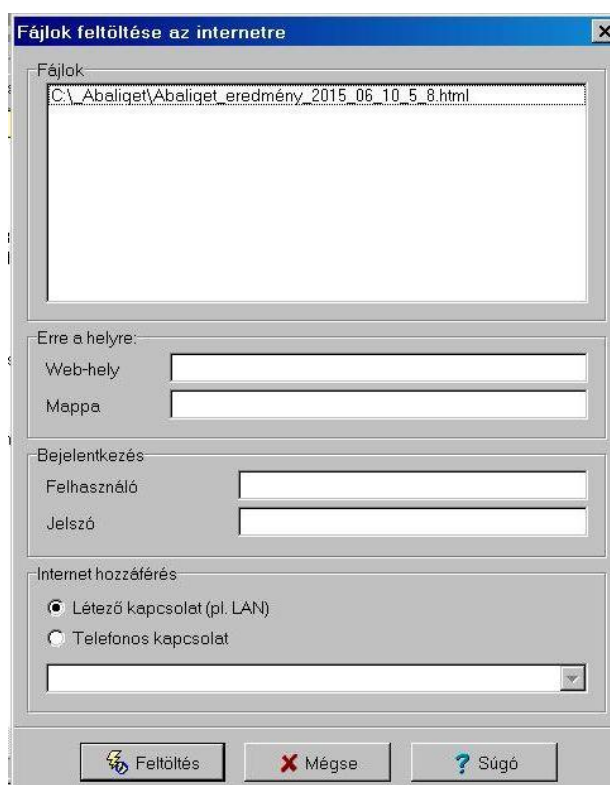 Fájlok feltöltése az internetre
Fájlok
C:\_Abaliget\Abaliget_eredmény_2015_06_10_5_8.html
Erre a helyre:
Web-hely
Mappa
Bejelentkezés
Felhasználó
Jelszó
Internet hozzáférés
Létező kapcsolat (pl. LAN)
Telefonos kapcsolat
Feltöltés
Mégse
Súgó